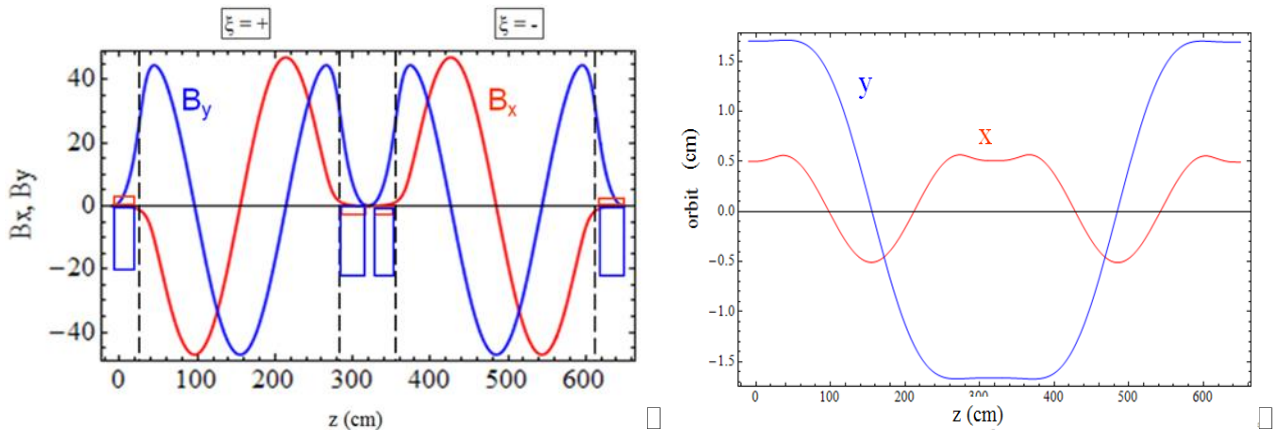 ξ = +
ξ = -
40
20
0
−20
−40
Bx, By
By
Bx
0 100 200 300 400 500 600
z (cm)
1.5
1.0
0.5
0.0
−0.5
−1.0
−1.5
orbit (cm)
y
x
0 100 200 300 400 500 600
z (cm)